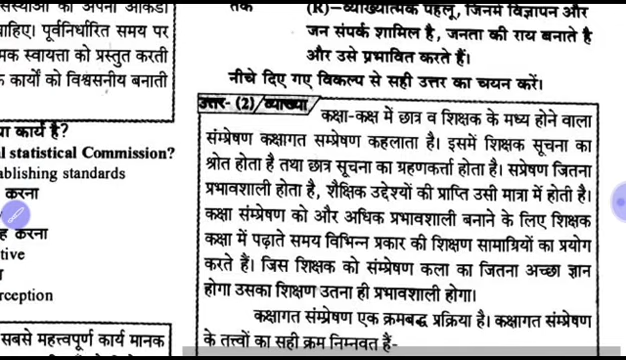 संस्थाओं को अपनी आंकडा
चाहिए। पूर्वनिर्धारित समय पर
मक स्वायत्ता को प्रस्तुत करती
कार्यों को विश्वसनीय बनाती
या कार्य है?
l statistical Commission?
ablishing standards
करना
ह करना
tive
rception
सबसे महत्त्वपूर्ण कार्य मानक
तर्क (R)–व्याख्यात्मक पहलू, जिनमें विज्ञापन और
जन संपर्क शामिल है, जनता की राय बनाते है
और उसे प्रभावित करते हैं।
नीचे दिए गए विकल्प से सही उत्तर का चयन करें।
उत्तर- (2)/व्याख्या कक्षा-कक्ष में छात्र व शिक्षक के मध्य होने वाला
संम्प्रेषण कक्षागत सम्प्रेषण कहलाता है। इसमें शिक्षक सूचना का
श्रोत होता है तथा छात्र सूचना का ग्रहणकर्त्ता होता है। सप्रेषण जितना
प्रभावशाली होता है, शैक्षिक उद्देश्यों की प्राप्ति उसी मात्रा में होती है।
कक्षा संम्प्रेषण को और अधिक प्रभावशाली बनाने के लिए शिक्षक
कक्षा में पढ़ाते समय विभिन्न प्रकार की शिक्षण सामाग्रियों का प्रयोग
करते हैं। जिस शिक्षक को संम्प्रेषण कला का जितना अच्छा ज्ञान
होगा उसका शिक्षण उतना ही प्रभावशाली होगा।
कक्षागत संम्प्रेषण एक क्रमबद्ध प्रक्रिया है। कक्षागत संम्प्रेषण
के तत्त्वों का सही क्रम निम्नवत हैं-